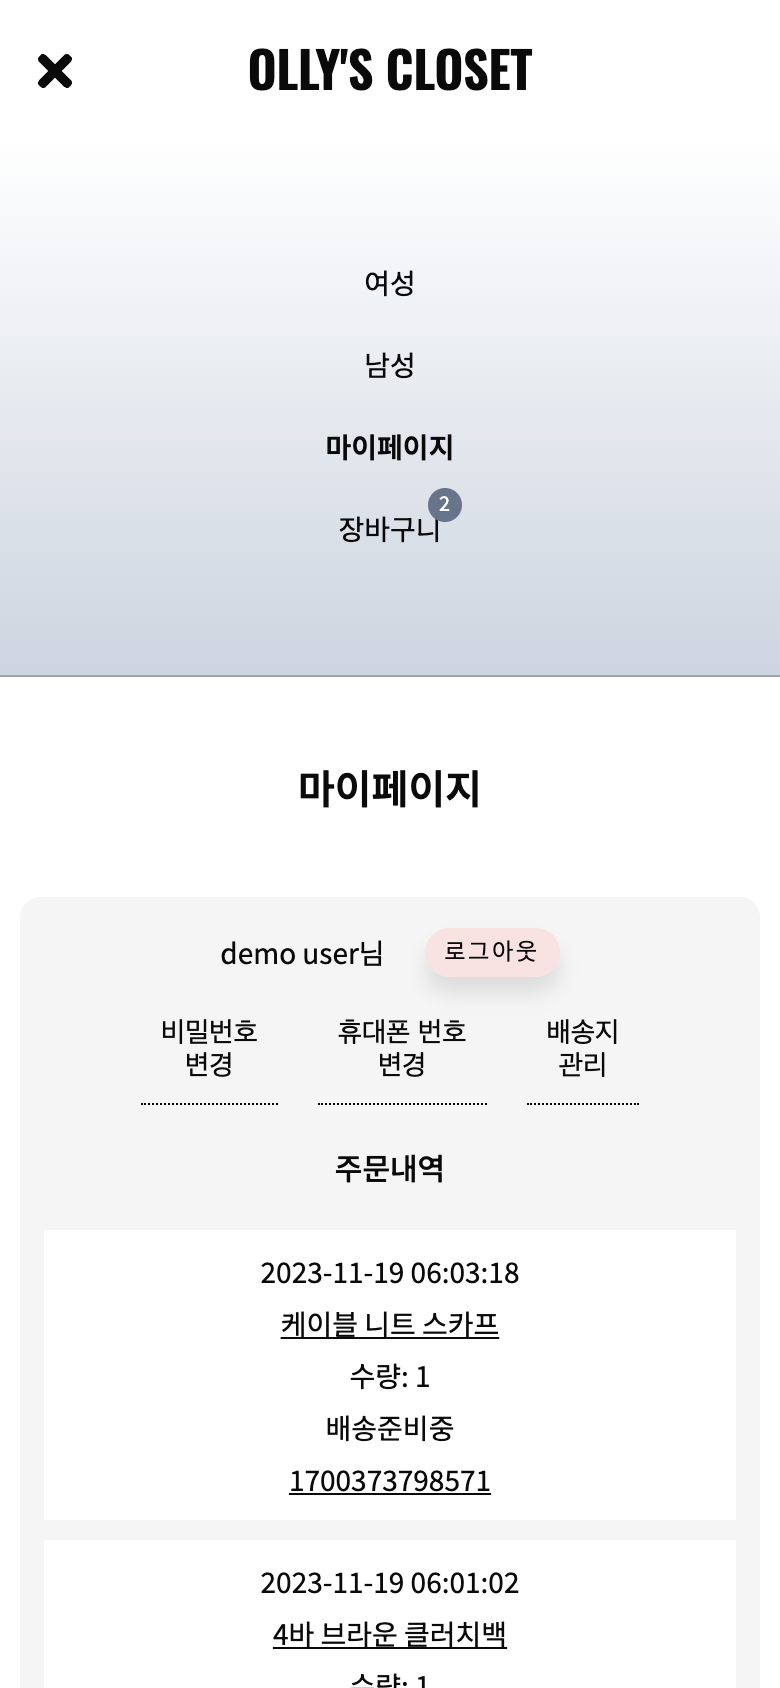 OLLY'S CLOSET
여성
남성
마이페이지
2
장바구니
마이페이지
demo user님
로그아웃
비밀번호
변경
휴대폰 번호
변경
배송지
관리
주문내역
2023-11-19 06:03:18
케이블 니트 스카프
수량: 1
배송준비중
1700373798571
2023-11-19 06:01:02
4바 브라운 클러치백
수량: 1